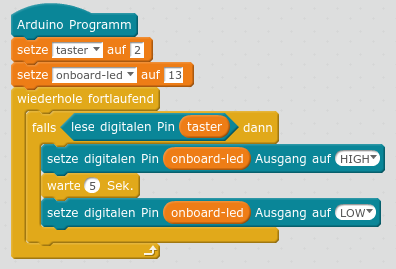 Arduino Programm
setze taster auf 2
setze onboard-led auf 13
wiederhole fortlaufend
falls lese digitalen Pin taster dann
setze digitalen Pin onboard-led Ausgang auf HIGH
warte 5 Sek.
setze digitalen Pin onboard-led Ausgang auf LOW